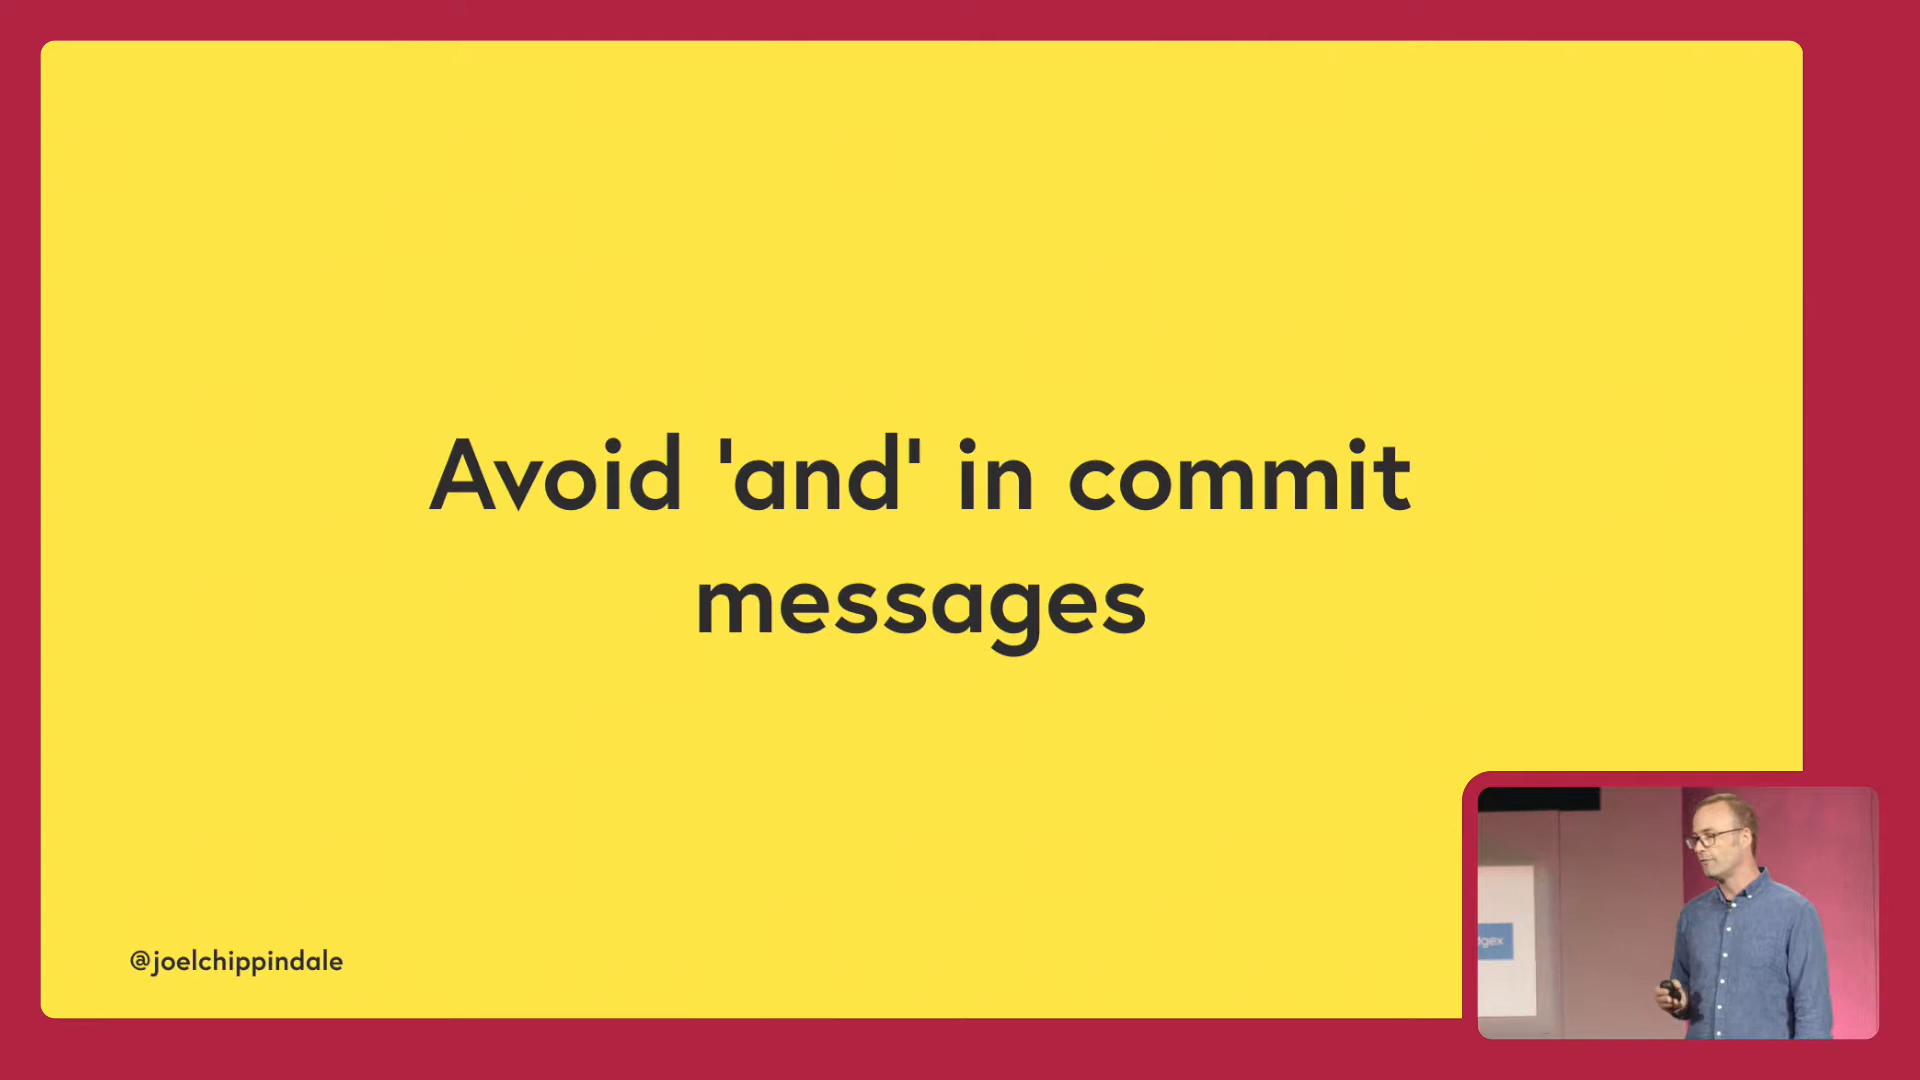 Avoid 'and' in commit
messages
@joelchippindale